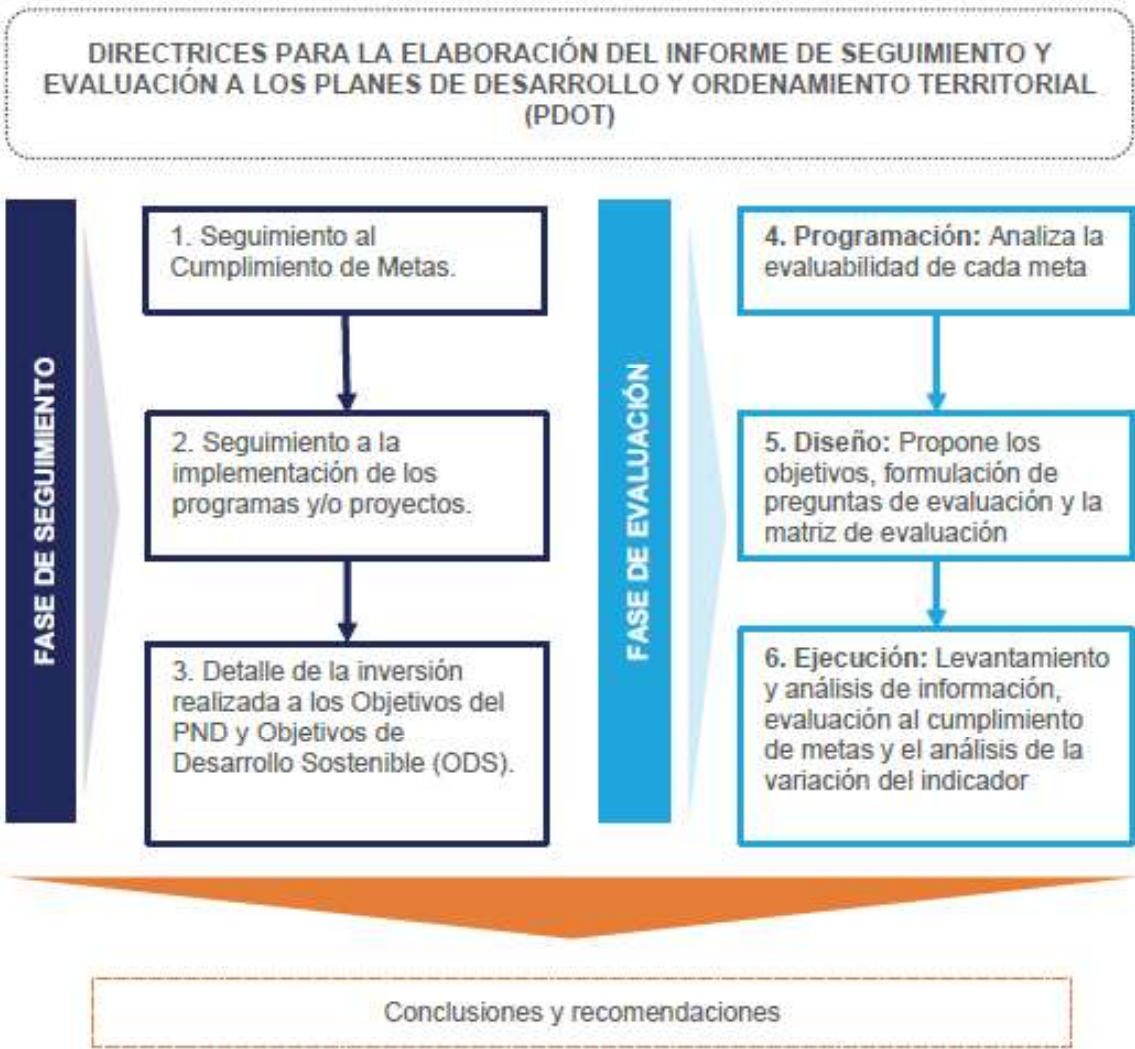 DIRECTRICES PARA LA ELABORACIÓN DEL INFORME DE SEGUIMIENTO Y
EVALUACIÓN A LOS PLANES DE DESARROLLO Y ORDENAMIENTO TERRITORIAL
(PDOT)
FASE DE SEGUIMIENTO
1. Seguimiento al
Cumplimiento de Metas.
2. Seguimiento a la
implementación de los
programas y/o proyectos.
3. Detalle de la inversión
realizada a los Objetivos del
PND y Objetivos de
Desarrollo Sostenible (ODS).
FASE DE EVALUACIÓN
4. Programación: Analiza la
evaluabilidad de cada meta
5. Diseño: Propone los
objetivos, formulación de
preguntas de evaluación y la
matriz de evaluación
6. Ejecución: Levantamiento
y análisis de información,
evaluación al cumplimiento
de metas y el análisis de la
variación del indicador
Conclusiones y recomendaciones